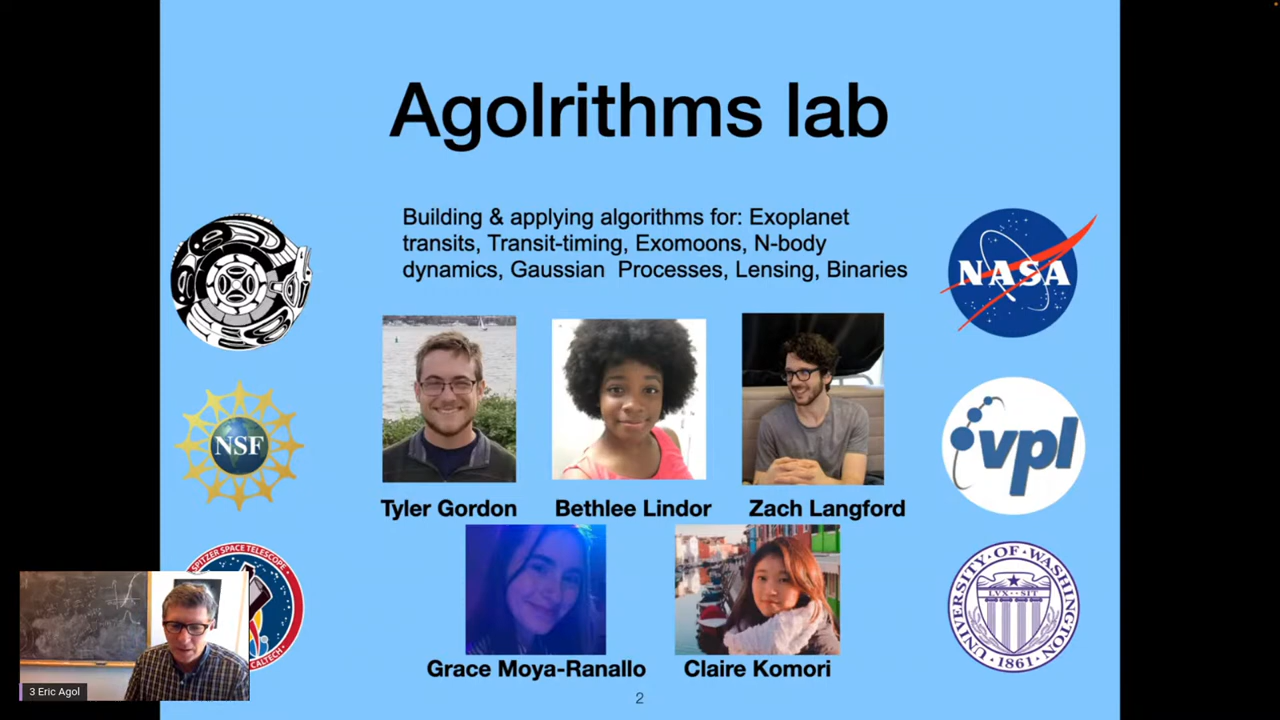 Agolrithms lab
Building & applying algorithms for: Exoplanet
transits, Transit-timing, Exomoons, N-body
dynamics, Gaussian Processes, Lensing, Binaries
NASA
NSF
vpl
Tyler Gordon
Bethlee Lindor
Zach Langford
SPITZER SPACE TELESCOPE
CALTECH
UNIVERSITY OF WASHINGTON
LVX SIT
1861
Grace Moya-Ranallo
Claire Komori
3 Eric Agol
2